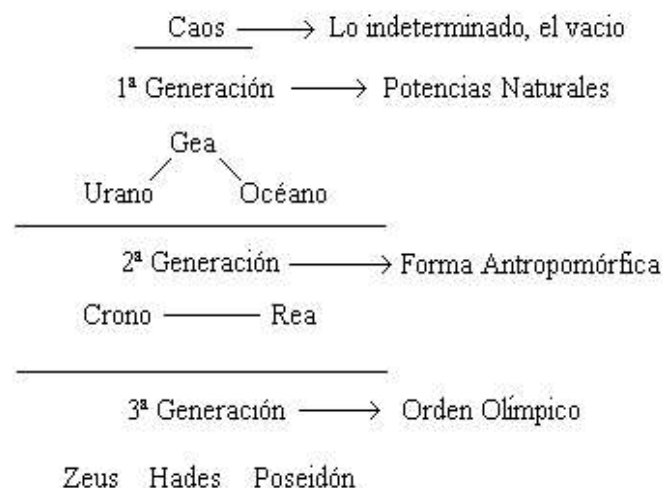 Caos → Lo indeterminado, el vacio
1ª Generación → Potencias Naturales
Gea
Urano Océano
2ª Generación → Forma Antropomórfica
Crono Rea
3ª Generación → Orden Olímpico
Zeus Hades Poseidón